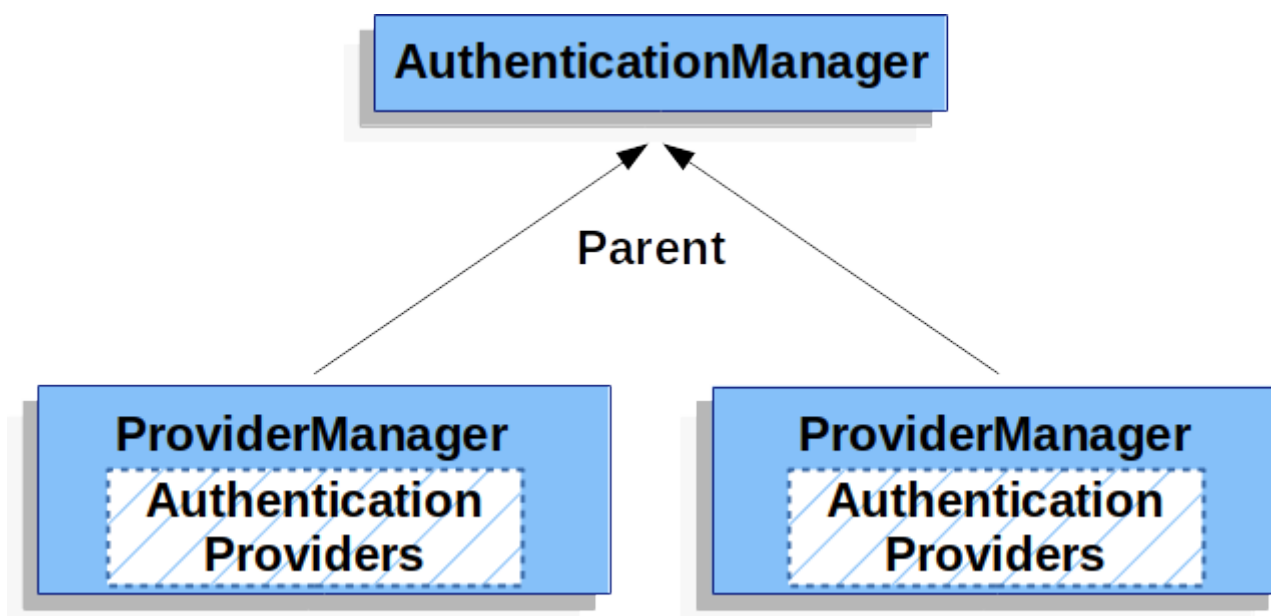 AuthenticationManager
Parent
ProviderManager
Authentication
Providers
ProviderManager
Authentication
Providers